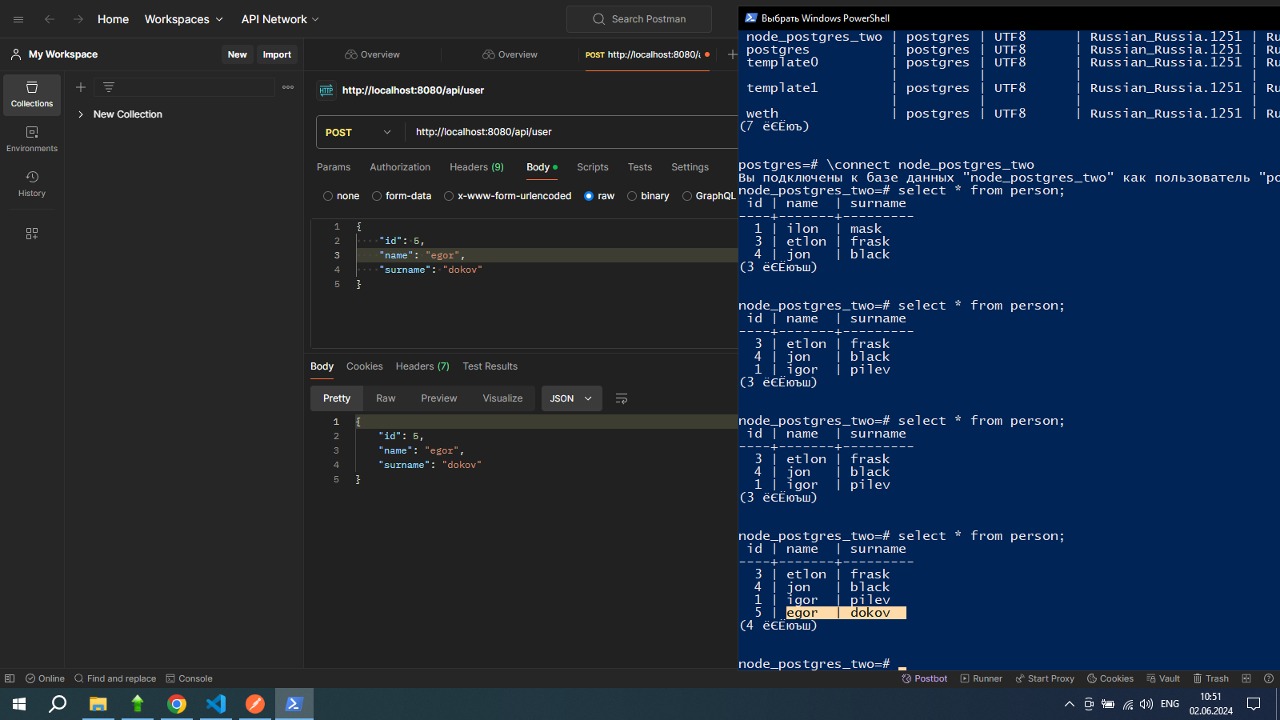 Home Workspaces API Network Search Postman
My Workspace New Import
Overview Overview POST http://localhost:8080/a
Collections
Environments
History
New Collection
HTTP http://localhost:8080/api/user
POST http://localhost:8080/api/user
Params Authorization Headers (9) Body Scripts Tests Settings
none form-data x-www-form-urlencoded raw binary GraphQL
1 {
2 "id": 5,
3 "name": "egor",
4 "surname": "dokov"
5 }
Body Cookies Headers (7) Test Results
Pretty Raw Preview Visualize JSON
1 {
2 "id": 5,
3 "name": "egor",
4 "surname": "dokov"
5 }
Выбрать Windows PowerShell
node_postgres_two | postgres | UTF8 | Russian_Russia.1251 | Ru
postgres | postgres | UTF8 | Russian_Russia.1251 | Ru
template0 | postgres | UTF8 | Russian_Russia.1251 | Ru
| | | |
template1 | postgres | UTF8 | Russian_Russia.1251 | Ru
| | | |
weth | postgres | UTF8 | Russian_Russia.1251 | Ru
(7 ёЄЁюъ)
postgres=# \connect node_postgres_two
Вы подключены к базе данных "node_postgres_two" как пользователь "po
node_postgres_two=# select * from person;
id | name | surname
----+-------+---------
1 | ilon | mask
3 | etlon | frask
4 | jon | black
(3 ёЄЁюъш)
node_postgres_two=# select * from person;
id | name | surname
----+-------+---------
3 | etlon | frask
4 | jon | black
1 | igor | pilev
(3 ёЄЁюъш)
node_postgres_two=# select * from person;
id | name | surname
----+-------+---------
3 | etlon | frask
4 | jon | black
1 | igor | pilev
(3 ёЄЁюъш)
node_postgres_two=# select * from person;
id | name | surname
----+-------+---------
3 | etlon | frask
4 | jon | black
1 | igor | pilev
5 | egor | dokov
(4 ёЄЁюъш)
node_postgres_two=#
Online Find and replace Console Postbot Runner Start Proxy Cookies Vault Trash
ENG 10:51
02.06.2024